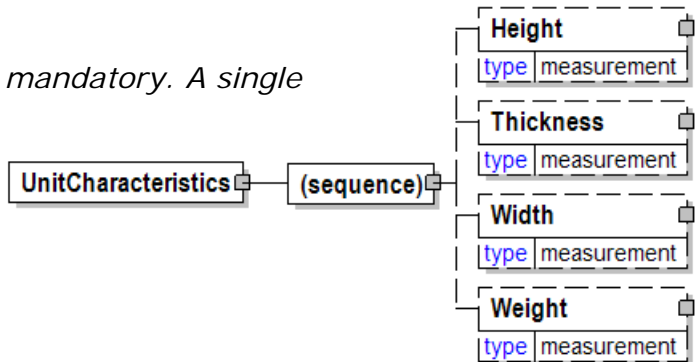 Height
type measurement
mandatory. A single
Thickness
type measurement
UnitCharacteristics
(sequence)
Width
type measurement
Weight
type measurement